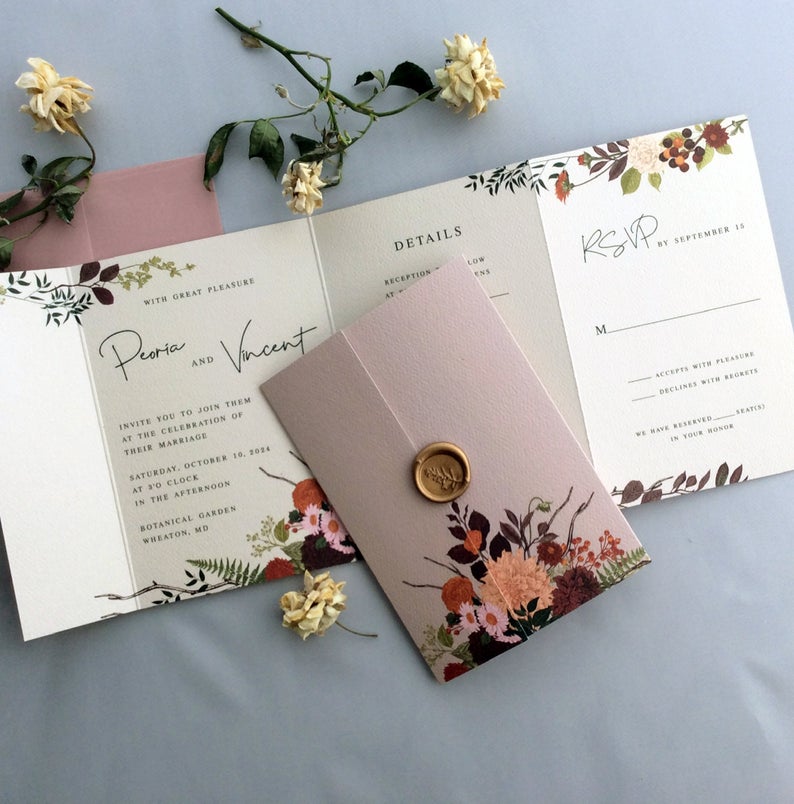 WITH GREAT PLEASURE
Peoria AND Vincent
INVITE YOU TO JOIN THEM
AT THE CELEBRATION OF
THEIR MARRIAGE
SATURDAY, OCTOBER 10, 2024
AT 3'O CLOCK
IN THE AFTERNOON
BOTANICAL GARDEN
WHEATON, MD
DETAILS
RECEPTION
RSVP BY SEPTEMBER 15
M
ACCEPTS WITH PLEASURE
DECLINES WITH REGRETS
WE HAVE RESERVED____SEAT(S)
IN YOUR HONOR